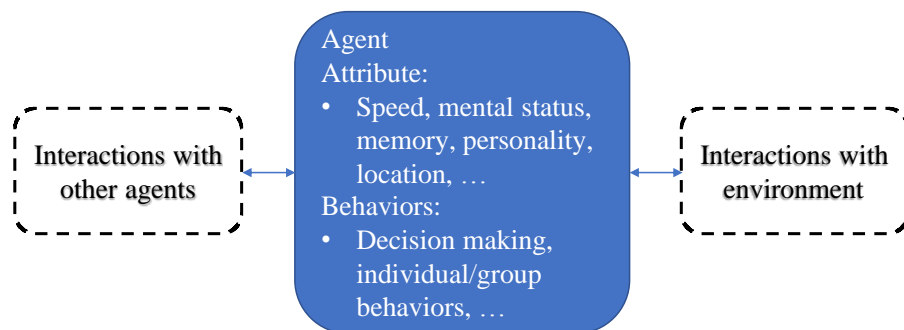 Interactions with
other agents
Agent
Attribute:
• Speed, mental status,
memory, personality,
location, …
Behaviors:
• Decision making,
individual/group
behaviors, …
Interactions with
environment